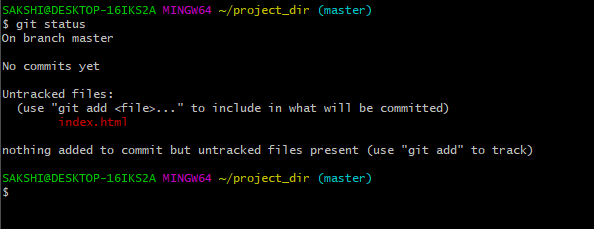 SAKSHI@DESKTOP-16IKS2A MINGW64 ~/project_dir (master)
$ git status
On branch master
No commits yet
Untracked files:
(use "git add <file>..." to include in what will be committed)
index.html
nothing added to commit but untracked files present (use "git add" to track)
SAKSHI@DESKTOP-16IKS2A MINGW64 ~/project_dir (master)
$